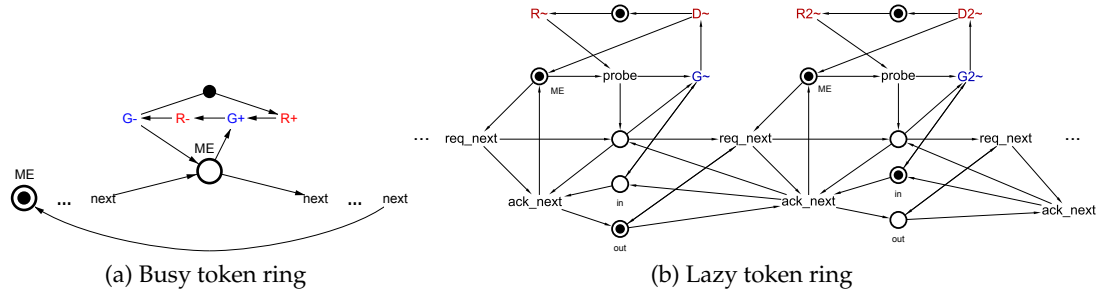 R~ D~ R2~ D2~
ME probe G~ ME probe G2~
G- R- G+ R+
ME
... req_next req_next req_next ...
ME
... next next ... next
in in
ack_next ack_next ack_next
out out
(a) Busy token ring (b) Lazy token ring